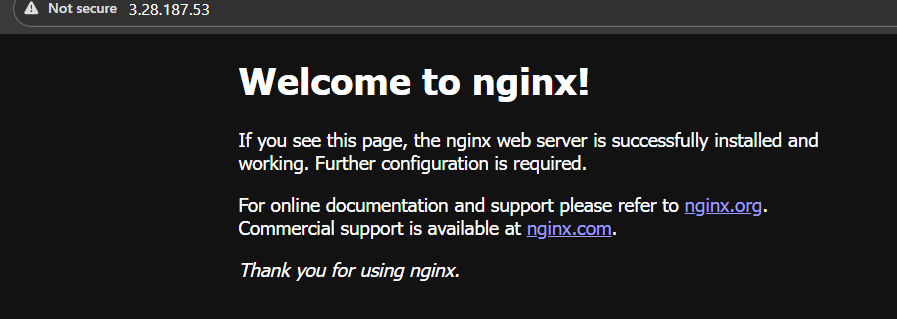 Not secure 3.28.187.53
Welcome to nginx!
If you see this page, the nginx web server is successfully installed and
working. Further configuration is required.
For online documentation and support please refer to nginx.org.
Commercial support is available at nginx.com.
Thank you for using nginx.